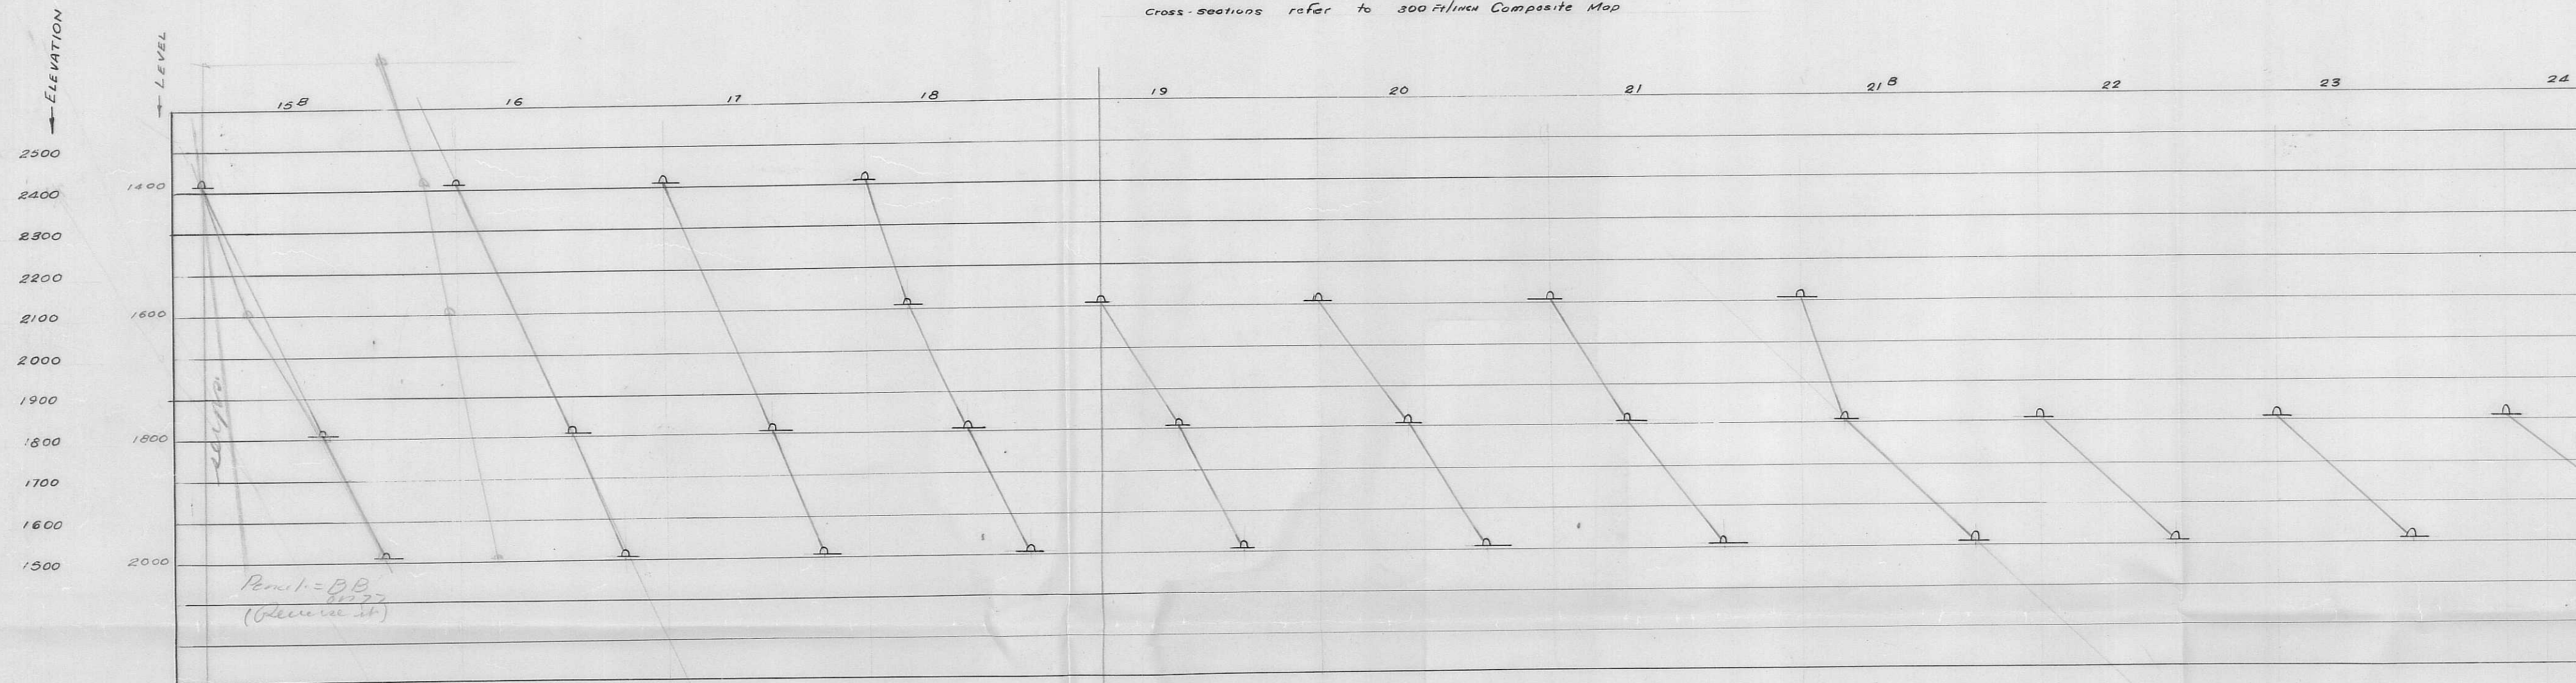 Cross-sections refer to 300 Ft/INCH Composite Map
← ELEVATION
← LEVEL
15B 16 17 18 19 20 21 21B 22 23 24
2500
2400 1400
2300
2200
2100 1600
2000
1900
1800 1800
1700
1600
1500 2000
Pencil = BB
(Reverse it)